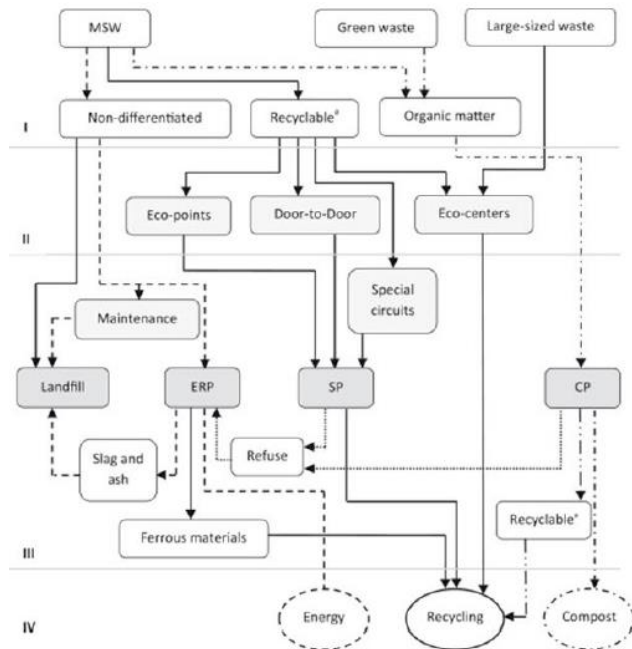 MSW
Green waste
Large-sized waste
Non-differentiated
Recyclable*
Organic matter
I
Eco-points
Door-to-Door
Eco-centers
II
Special
circuits
Maintenance
Landfill
ERP
SP
CP
Slag and
ash
Refuse
Recyclable*
Ferrous materials
III
Energy
Recycling
Compost
IV